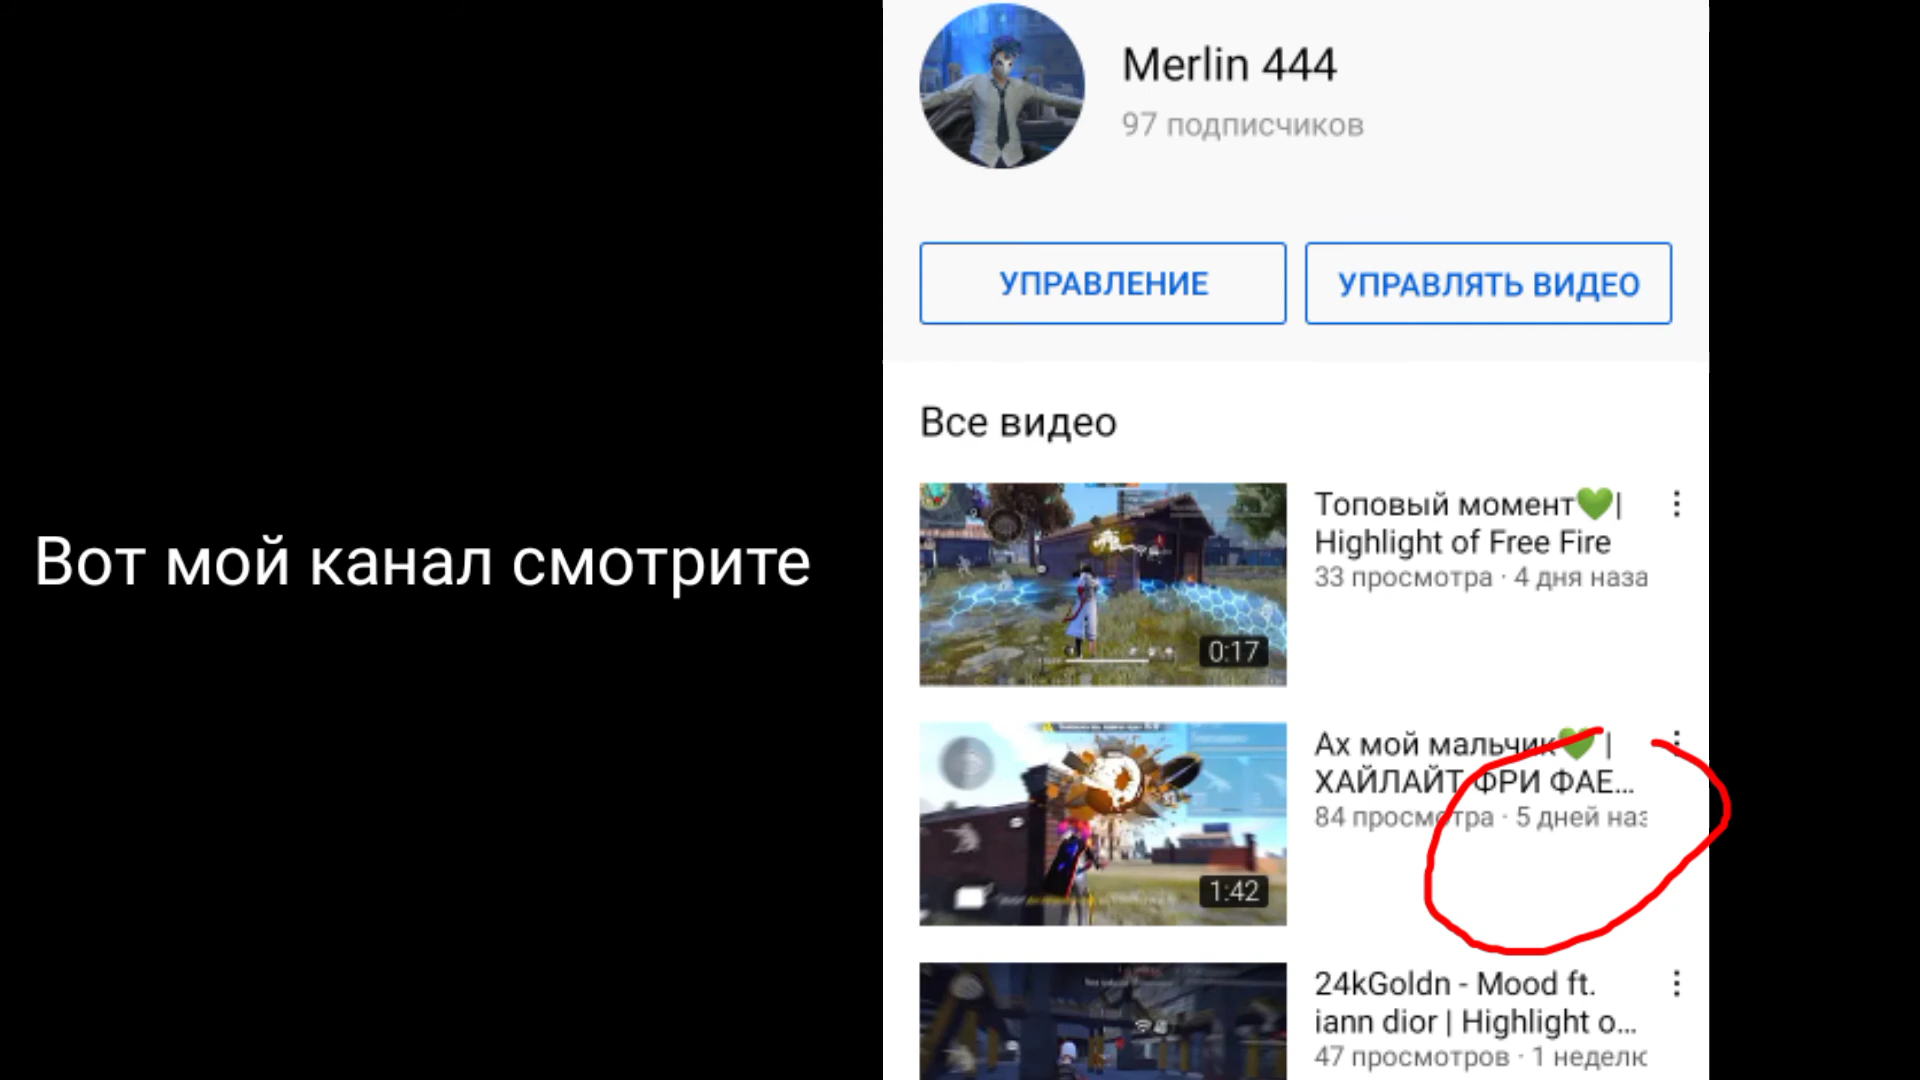 Merlin 444
97 подписчиков
УПРАВЛЕНИЕ
УПРАВЛЯТЬ ВИДЕО
Все видео
Вот мой канал смотрите
Топовый момент💚|
Highlight of Free Fire
33 просмотра · 4 дня наза
0:17
Ах мой мальчик💚 |
ХАЙЛАЙТ ФРИ ФАЕ...
84 просмотра · 5 дней наз
1:42
24kGoldn - Mood ft.
iann dior | Highlight o...
47 просмотров · 1 неделю